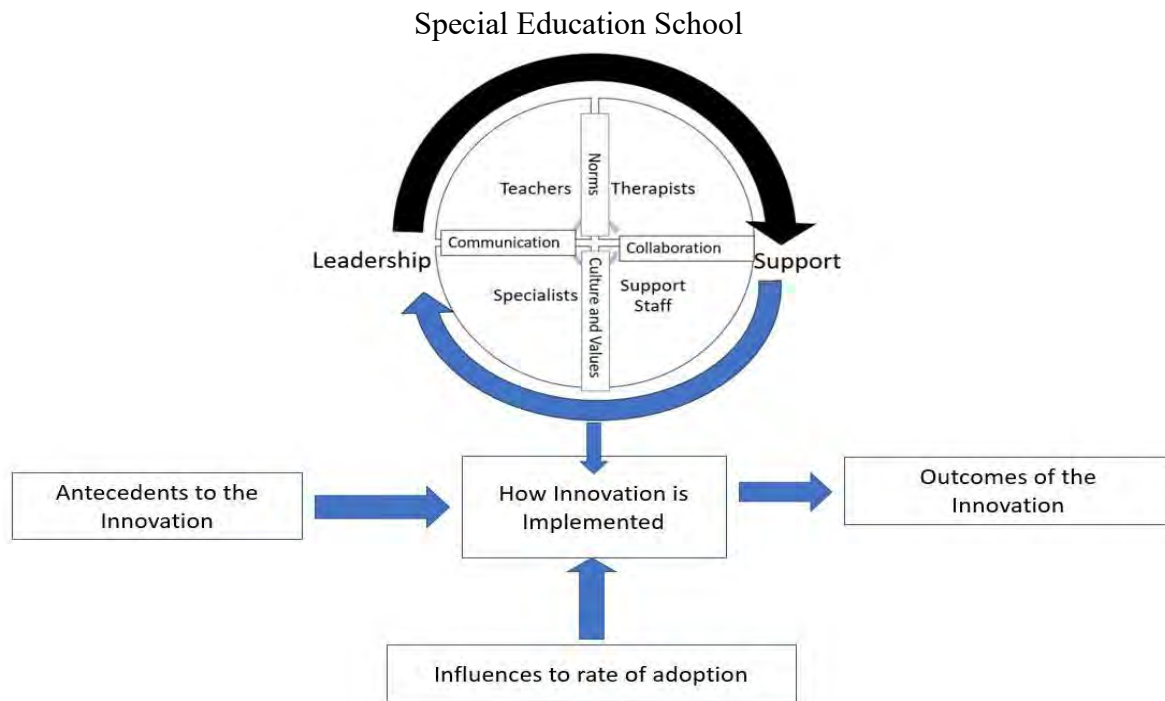 Special Education School
Norms
Teachers
Therapists
Communication
Collaboration
Leadership
Support
Specialists
Culture and Values
Support
Staff
Antecedents to the
Innovation
How Innovation is
Implemented
Outcomes of the
Innovation
Influences to rate of adoption